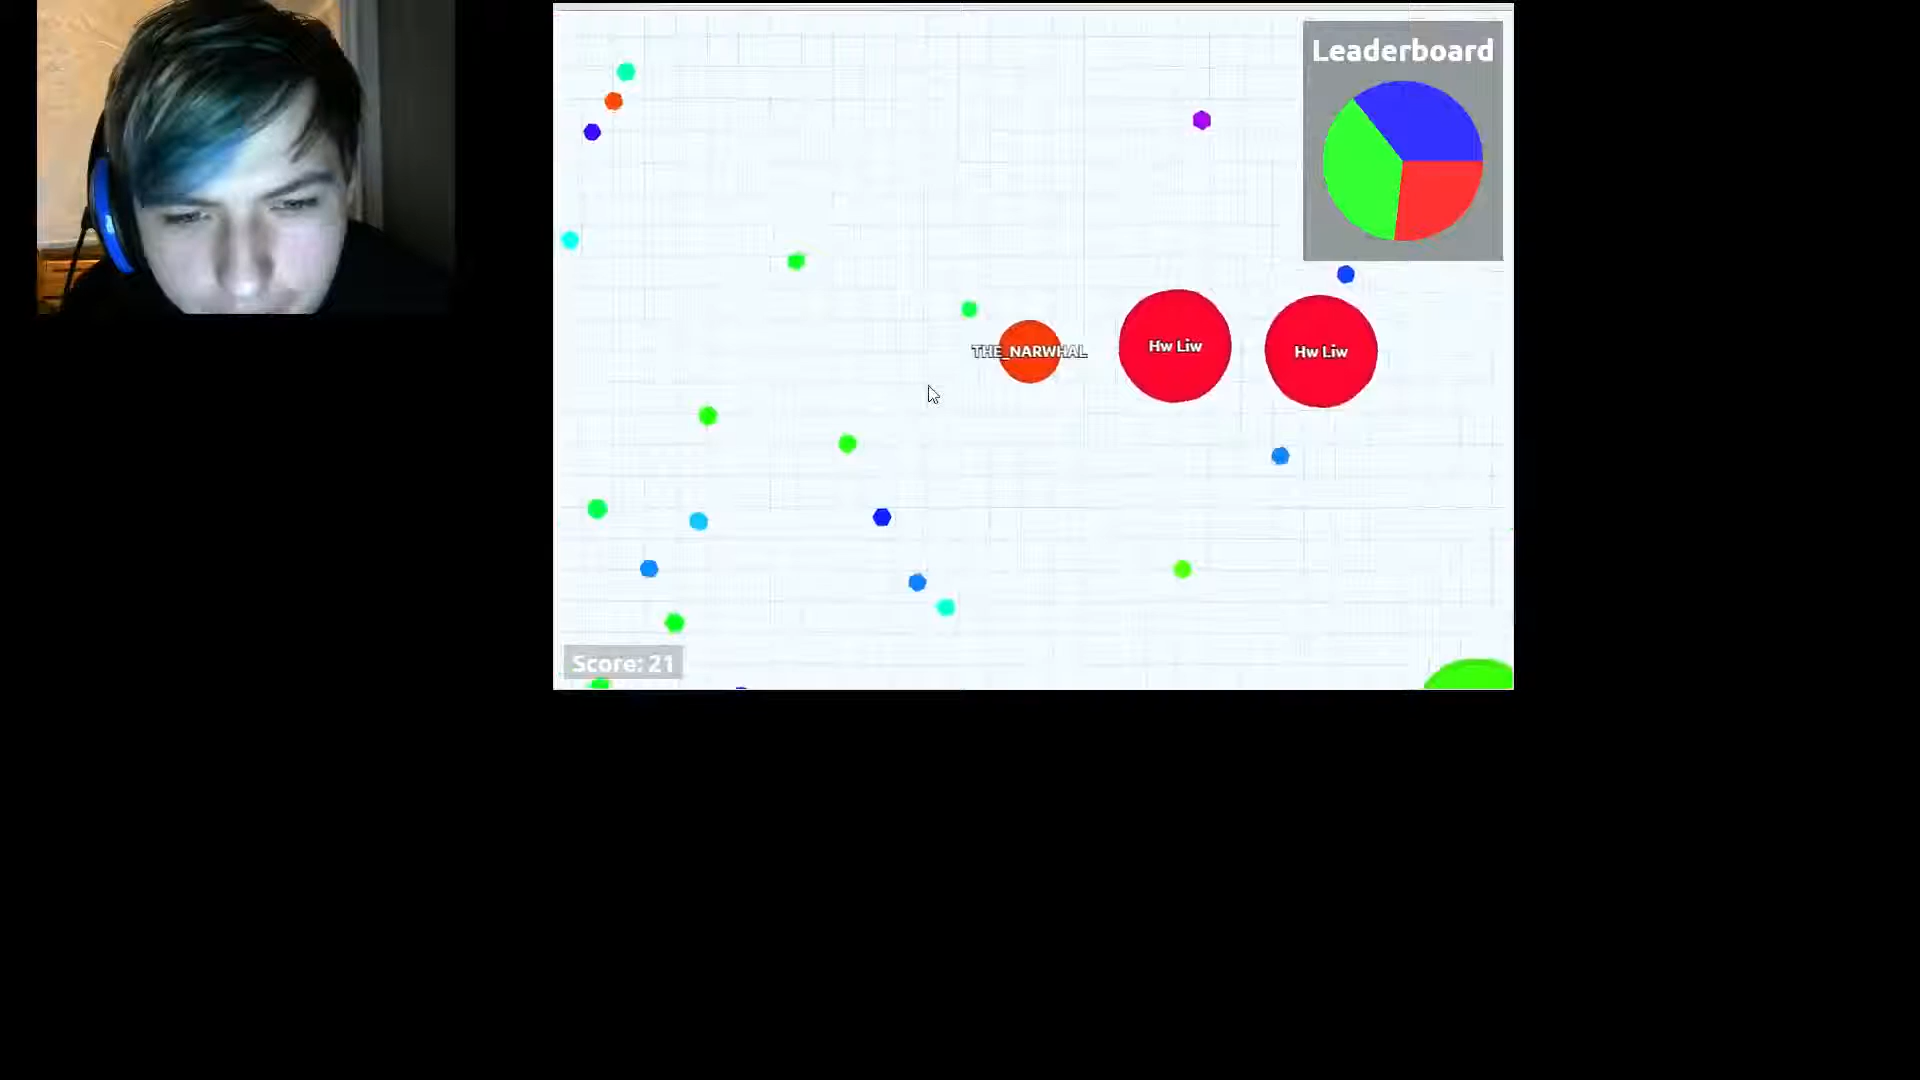 Leaderboard
THE_NARWHAL
Hw Liw
Hw Liw
Score: 21